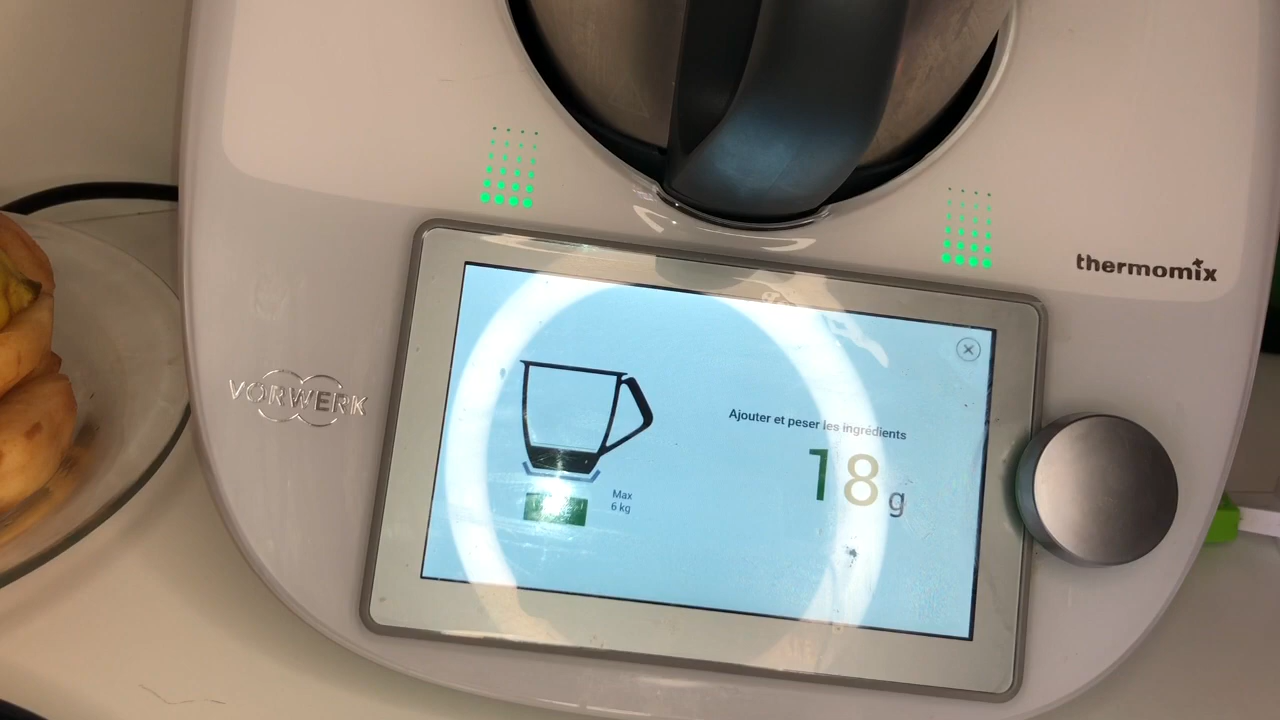 thermomix
VORWERK
Ajouter et peser les ingrédients
18 g
Max
6 kg